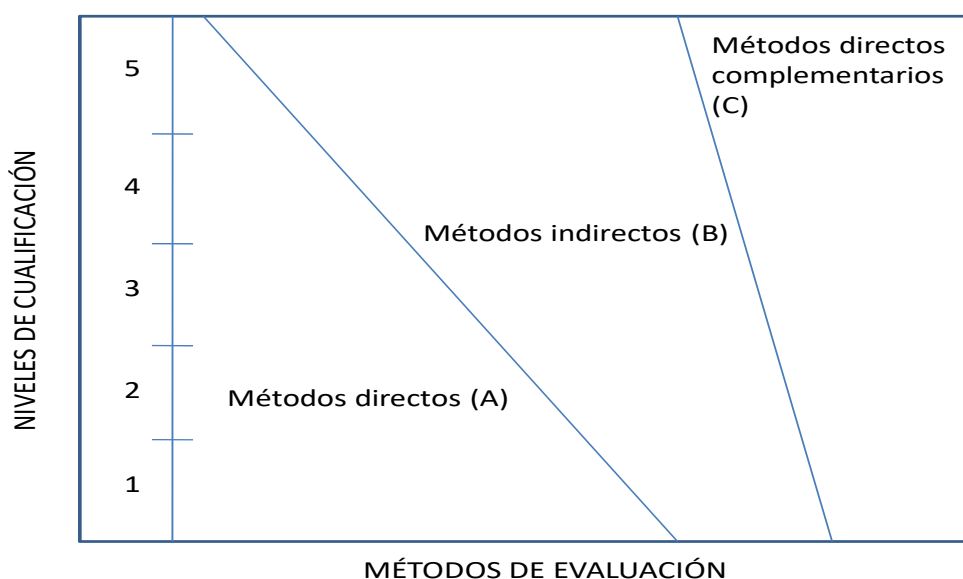 Métodos directos
complementarios
(C)
5
4
Métodos indirectos (B)
3
2
Métodos directos (A)
1
NIVELES DE CUALIFICACIÓN
MÉTODOS DE EVALUACIÓN